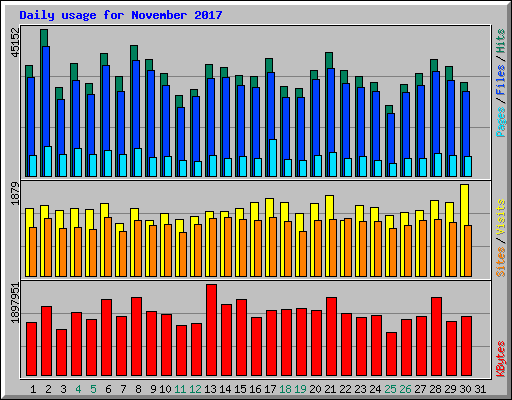 Daily usage for November 2017
45152
Pages / Files / Hits
1879
Sites / Visits
1897951
KBytes
1 2 3 4 5 6 7 8 9 10 11 12 13 14 15 16 17 18 19 20 21 22 23 24 25 26 27 28 29 30 31